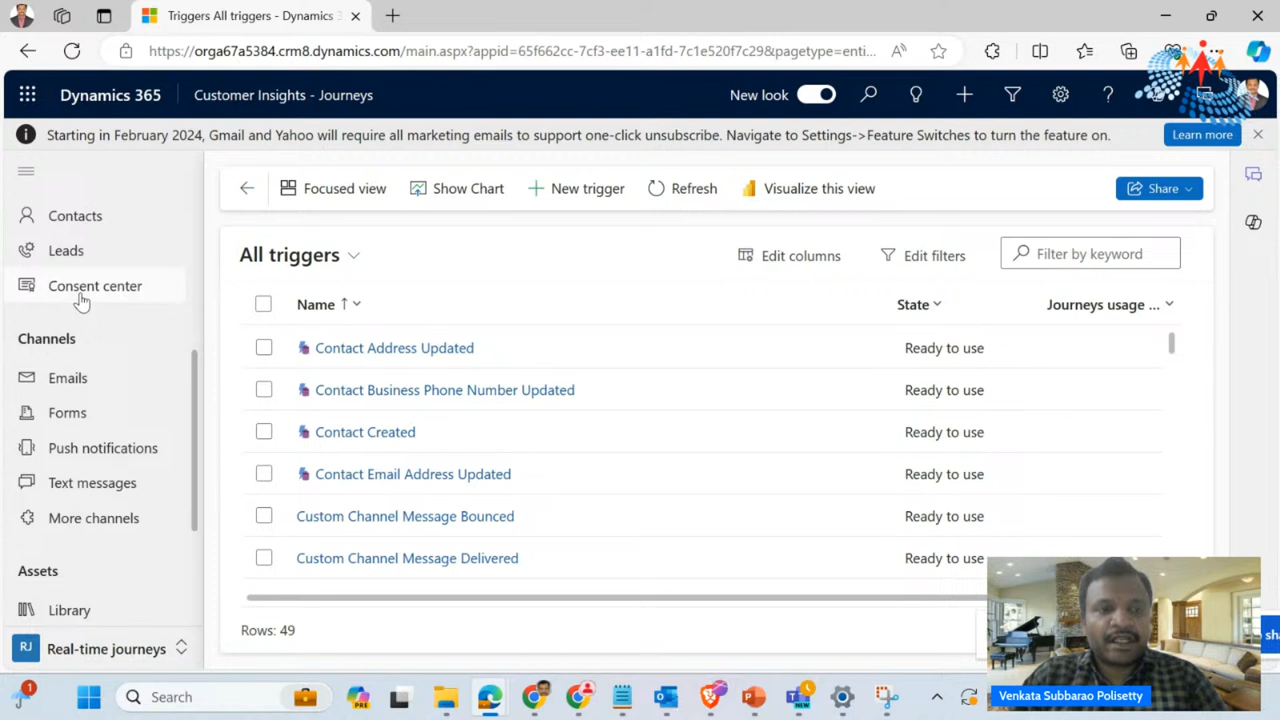 Triggers All triggers - Dynamics 3
https://orga67a5384.crm8.dynamics.com/main.aspx?appid=65f662cc-7cf3-ee11-a1fd-7c1e520f7c29&pagetype=enti...
Dynamics 365
Customer Insights - Journeys
New look
Starting in February 2024, Gmail and Yahoo will require all marketing emails to support one-click unsubscribe. Navigate to Settings->Feature Switches to turn the feature on.
Learn more
Focused view
Show Chart
New trigger
Refresh
Visualize this view
Share
Contacts
Leads
Consent center
Channels
Emails
Forms
Push notifications
Text messages
More channels
Assets
Library
RJ Real-time journeys
All triggers
Edit columns
Edit filters
Filter by keyword
Name
State
Journeys usage ...
Contact Address Updated Ready to use
Contact Business Phone Number Updated Ready to use
Contact Created Ready to use
Contact Email Address Updated Ready to use
Custom Channel Message Bounced Ready to use
Custom Channel Message Delivered Ready to use
Rows: 49
sh
Venkata Subbarao Polisetty
1
Search
NEW